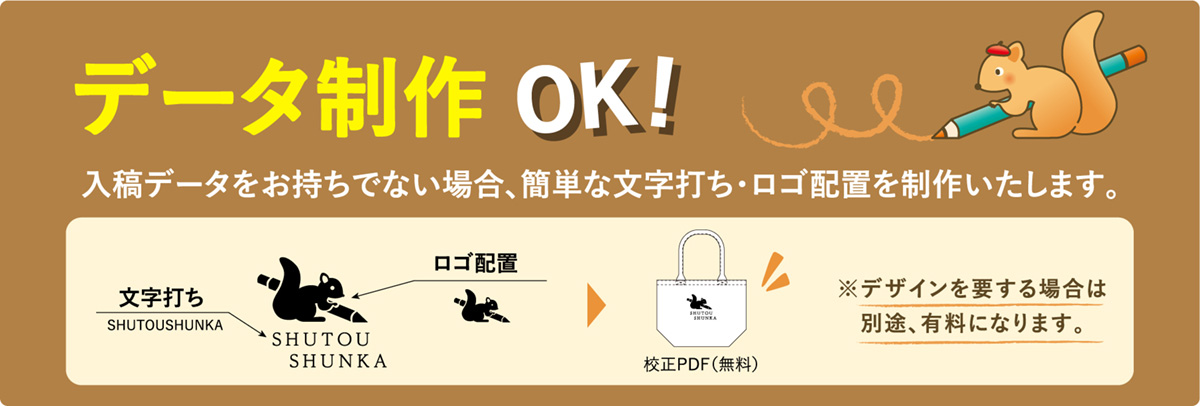 データ制作 OK!
入稿データをお持ちでない場合、簡単な文字打ち・ロゴ配置を制作いたします。
文字打ち
SHUTOUSHUNKA
SHUTOU
SHUNKA
ロゴ配置
SHUTOU
SHUNKA
校正PDF(無料)
※デザインを要する場合は
別途、有料になります。